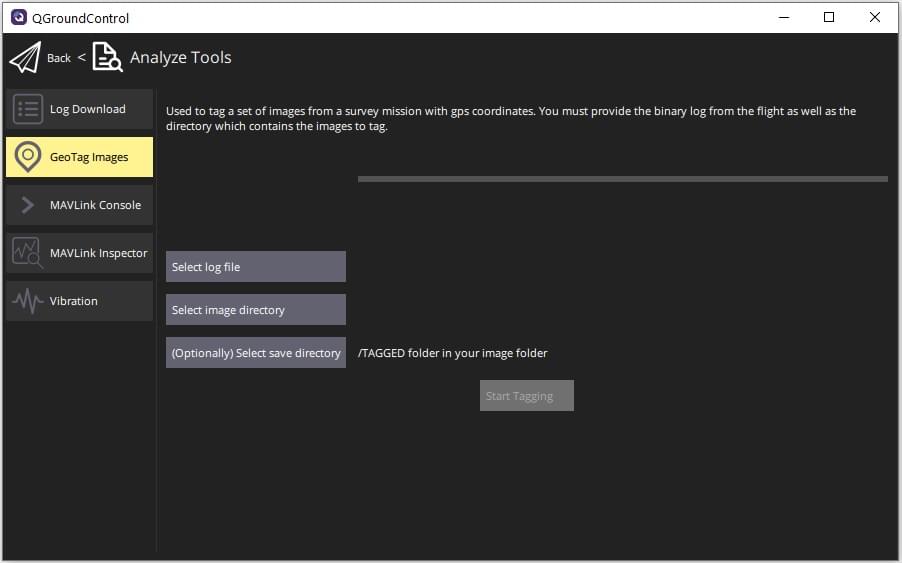 QGroundControl
Back < Analyze Tools
Log Download
GeoTag Images
MAVLink Console
MAVLink Inspector
Vibration
Used to tag a set of images from a survey mission with gps coordinates. You must provide the binary log from the flight as well as the
directory which contains the images to tag.
Select log file
Select image directory
(Optionally) Select save directory /TAGGED folder in your image folder
Start Tagging